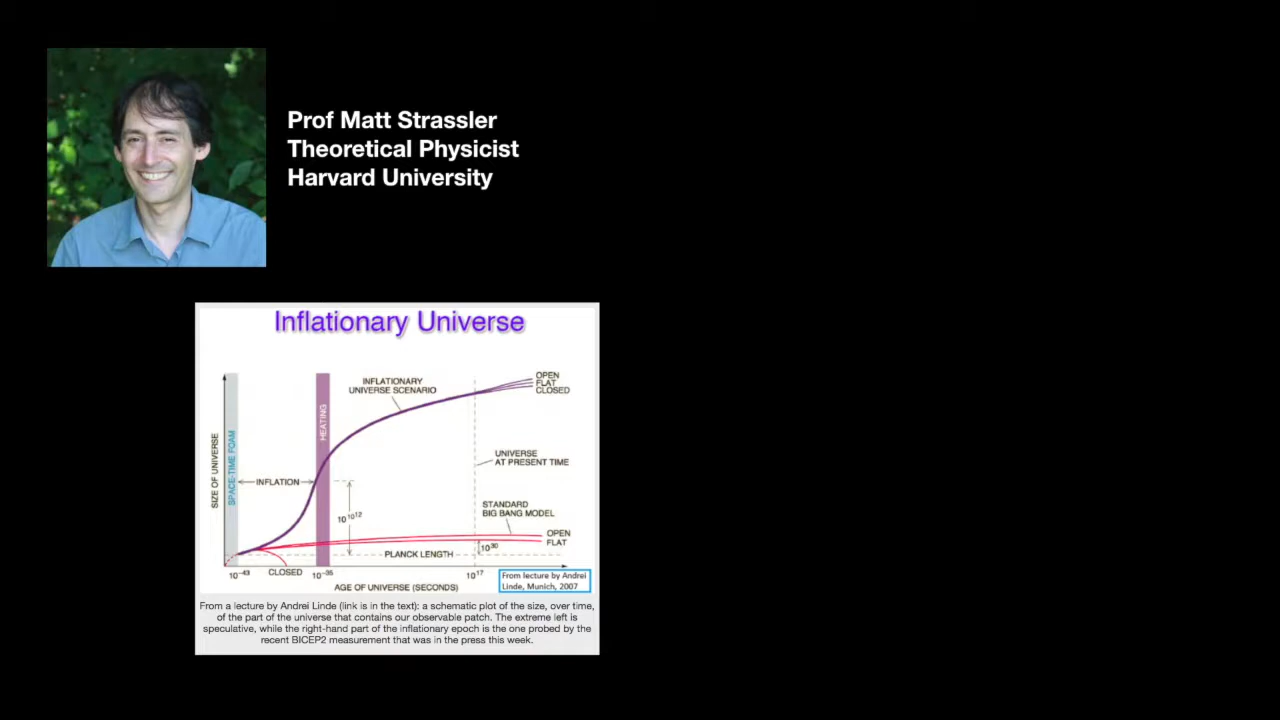 Prof Matt Strassler
Theoretical Physicist
Harvard University
Inflationary Universe
OPEN
FLAT
CLOSED
INFLATIONARY
UNIVERSE SCENARIO
HEATING
SIZE OF UNIVERSE
SPACE-TIME FOAM
INFLATION
UNIVERSE
AT PRESENT TIME
STANDARD
BIG BANG MODEL
10^10^12
OPEN
FLAT
10^30
PLANCK LENGTH
CLOSED
10^-43
10^-35
10^17
AGE OF UNIVERSE (SECONDS)
From lecture by Andrei
Linde, Munich, 2007
From a lecture by Andrei Linde (link is in the text): a schematic plot of the size, over time,
of the part of the universe that contains our observable patch. The extreme left is
speculative, while the right-hand part of the inflationary epoch is the one probed by the
recent BICEP2 measurement that was in the press this week.